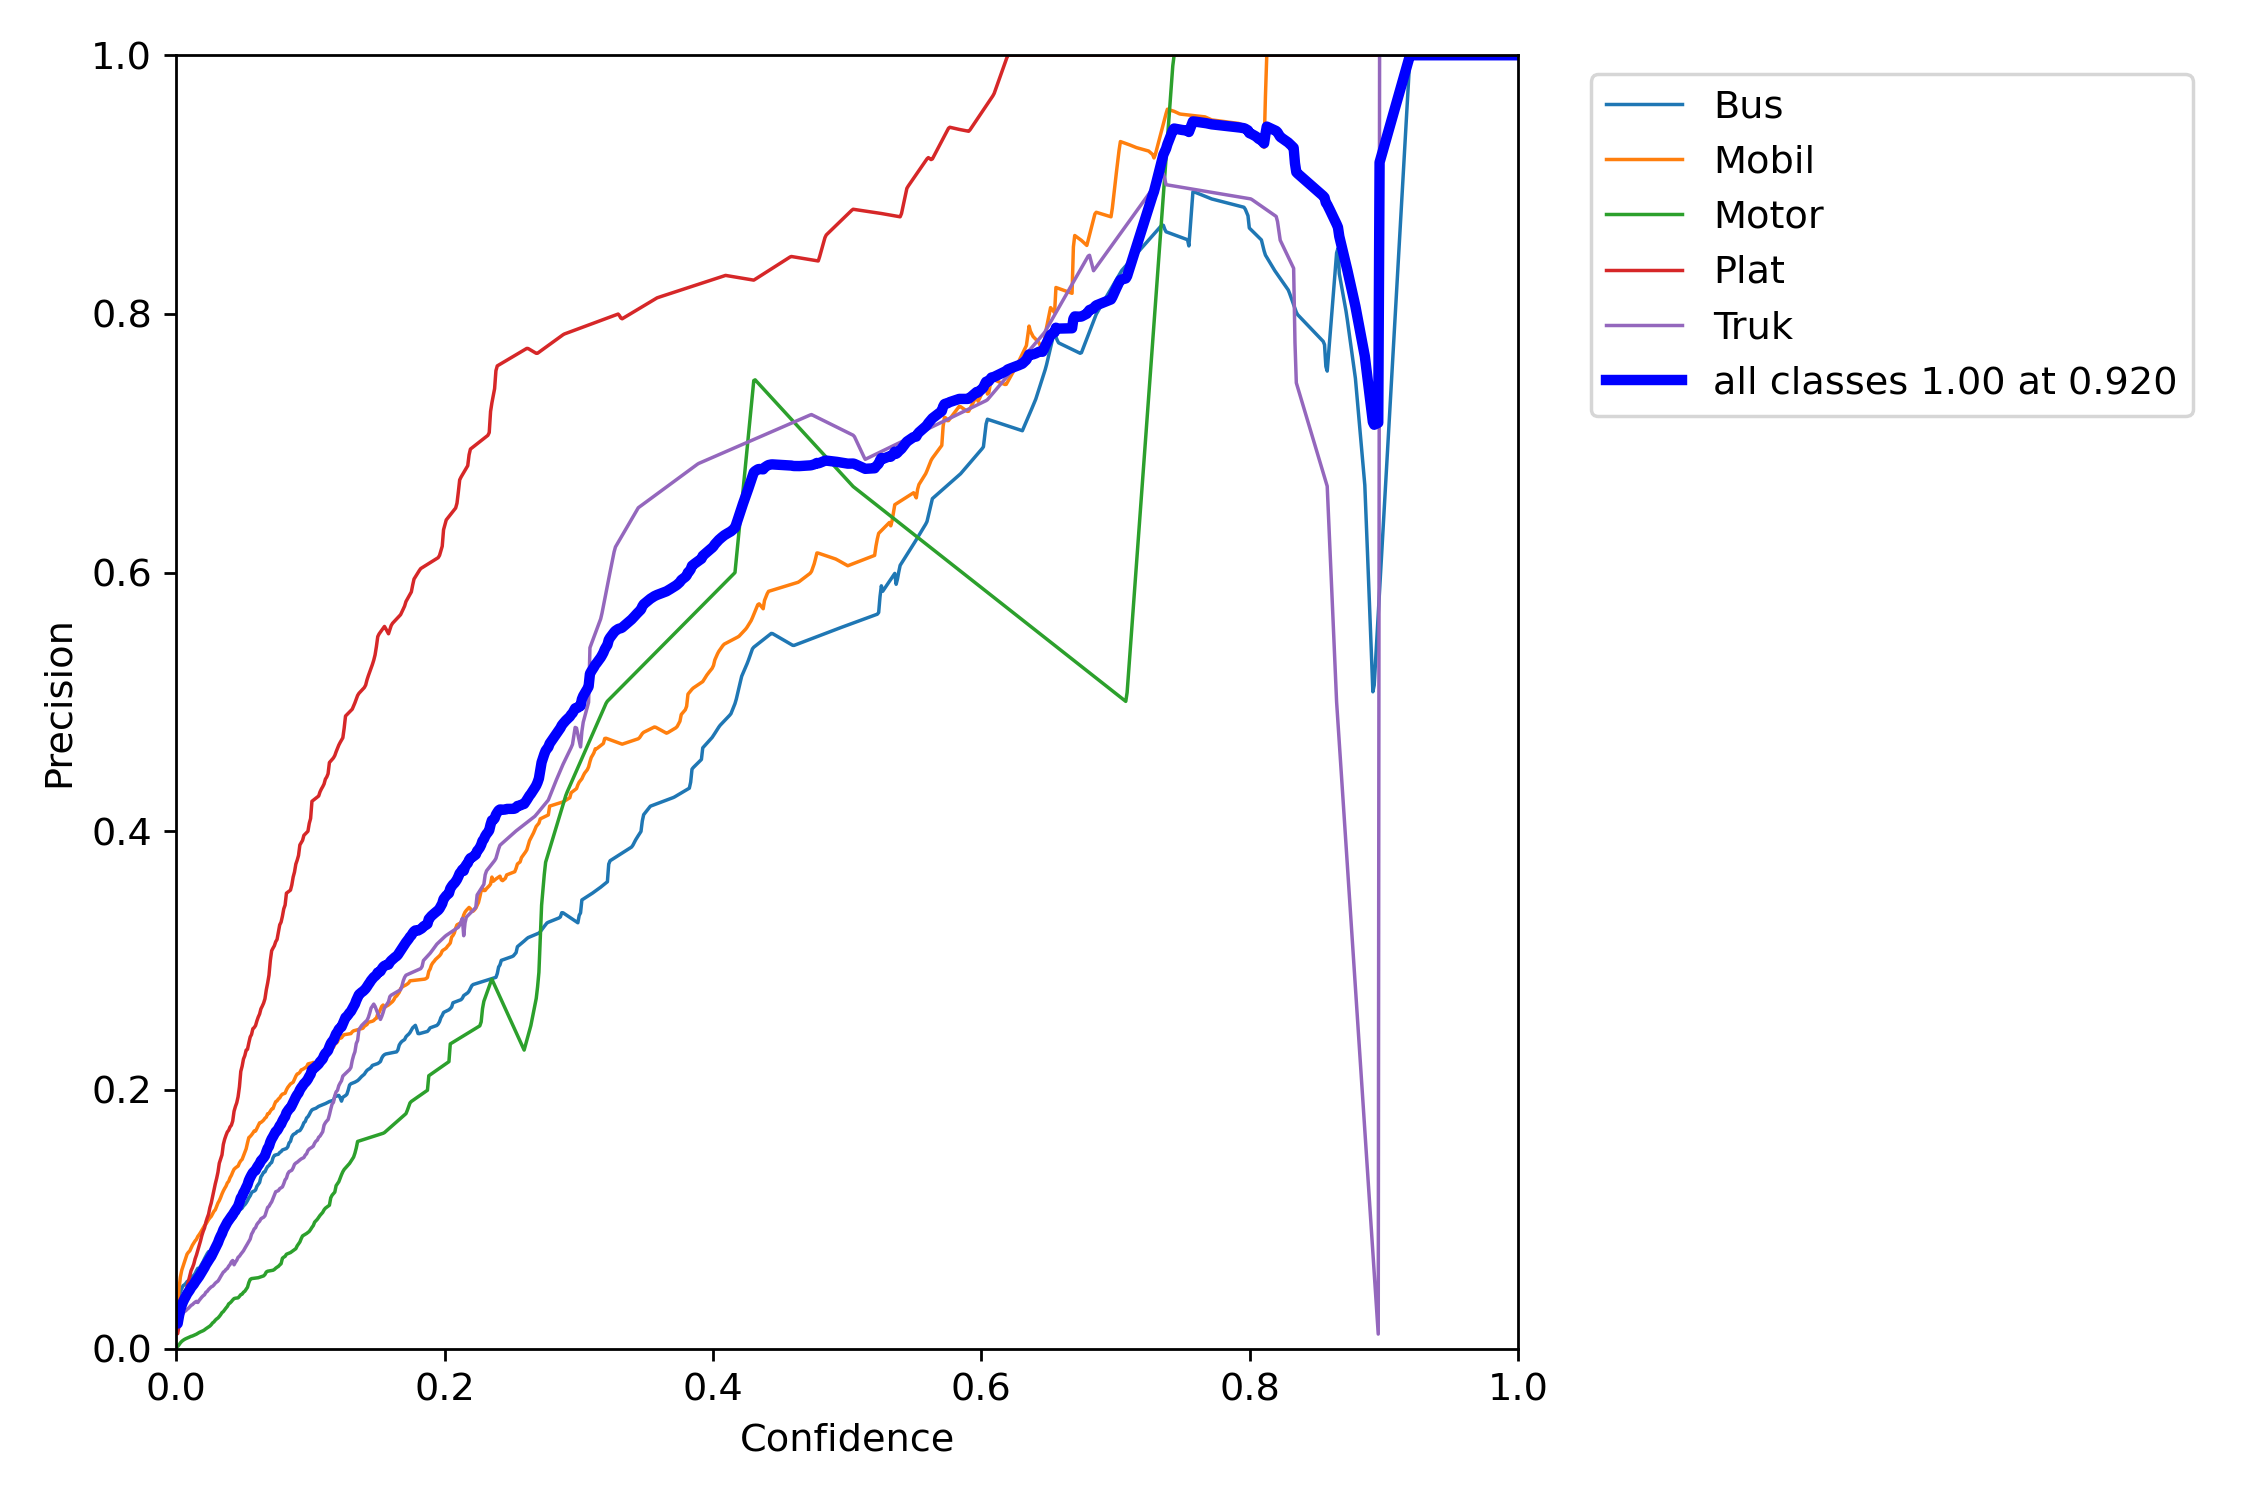 1.0
0.8
0.6
0.4
0.2
0.0
Precision
0.0 0.2 0.4 0.6 0.8 1.0
Confidence
Bus
Mobil
Motor
Plat
Truk
all classes 1.00 at 0.920